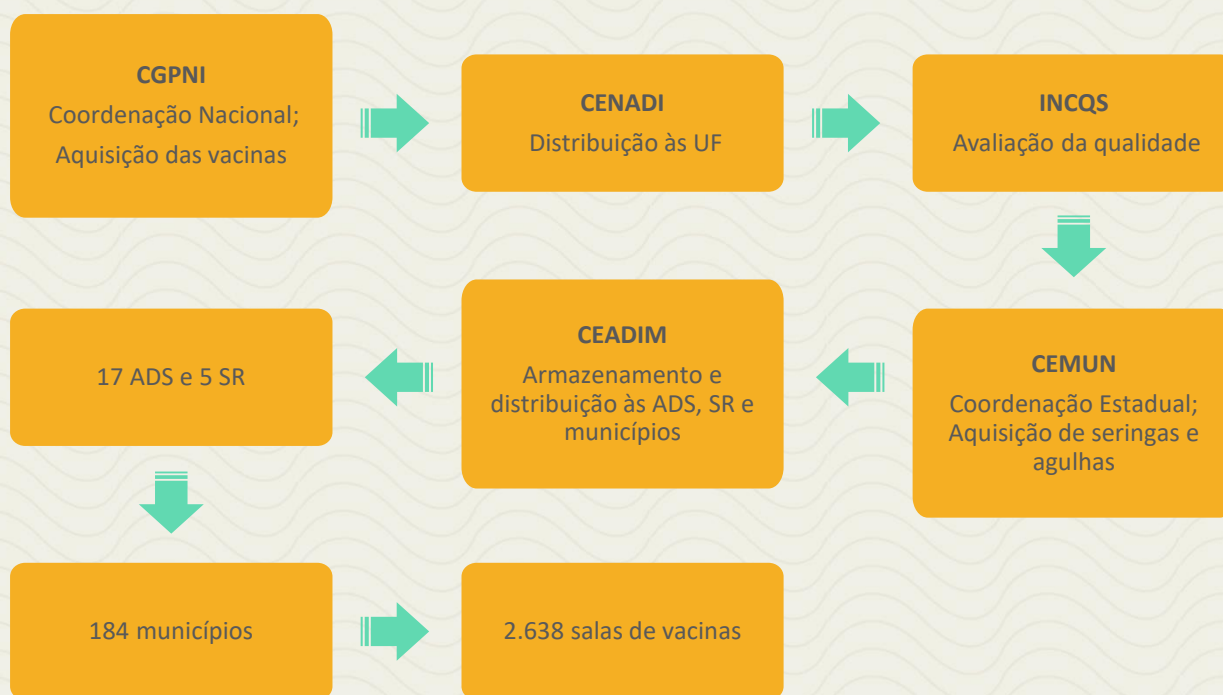 CGPNI
Coordenação Nacional;
Aquisição das vacinas
CENADI
Distribuição às UF
INCQS
Avaliação da qualidade
CEMUN
Coordenação Estadual;
Aquisição de seringas e
agulhas
CEADIM
Armazenamento e
distribuição às ADS, SR e
municípios
17 ADS e 5 SR
184 municípios
2.638 salas de vacinas